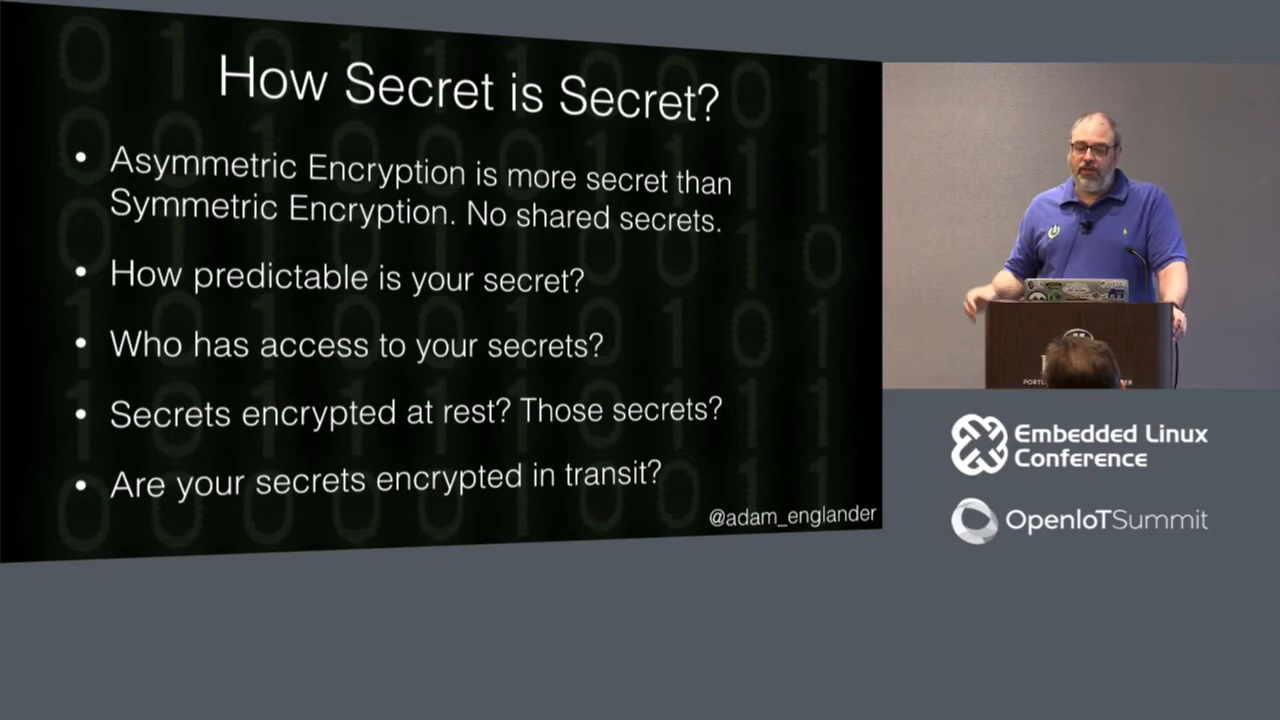 How Secret is Secret?
• Asymmetric Encryption is more secret than
Symmetric Encryption. No shared secrets.
• How predictable is your secret?
• Who has access to your secrets?
• Secrets encrypted at rest? Those secrets?
• Are your secrets encrypted in transit?
@adam_englander
Embedded Linux
Conference
OpenIoTSummit